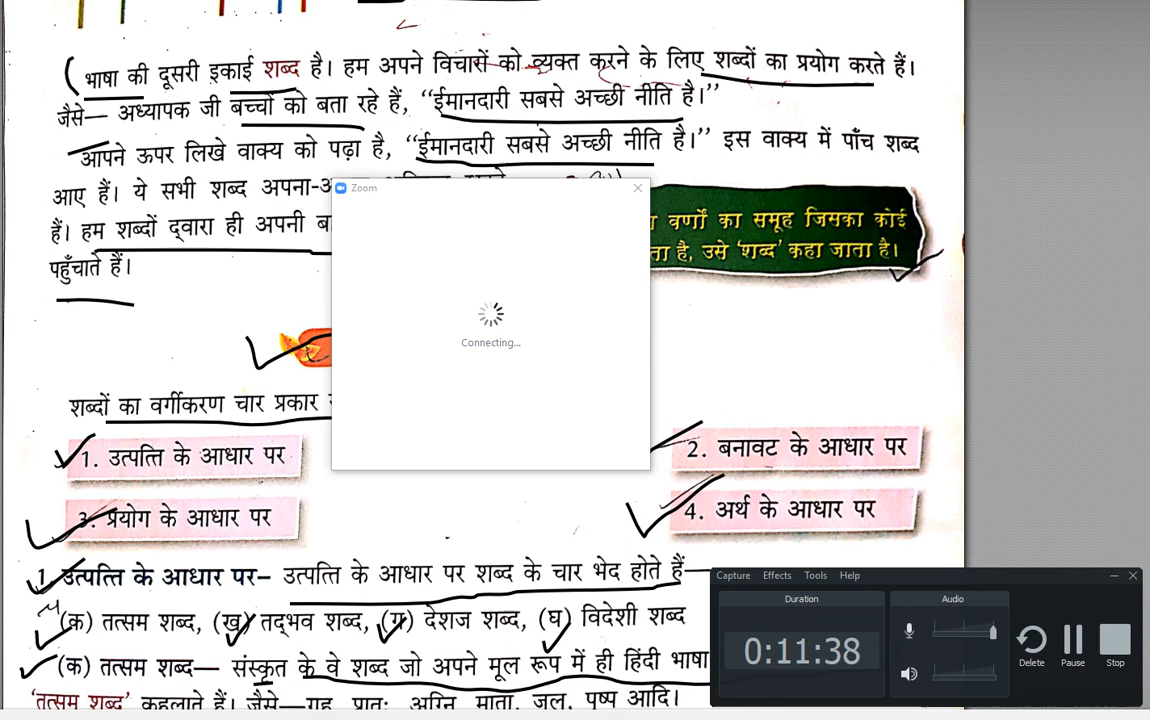 भाषा की दूसरी इकाई शब्द है। हम अपने विचारों को व्यक्त करने के लिए शब्दों का प्रयोग करते हैं।
जैसे— अध्यापक जी बच्चों को बता रहे हैं, “ईमानदारी सबसे अच्छी नीति है।”
आपने ऊपर लिखे वाक्य को पढ़ा है, “ईमानदारी सबसे अच्छी नीति है।” इस वाक्य में पाँच शब्द
आए हैं। ये सभी शब्द अपना-
हैं। हम शब्दों द्वारा ही अपनी
पहुँचाते हैं।
वर्णों का समूह जिसका कोई
है, उसे ‘शब्द’ कहा जाता है।
Zoom
Connecting...
शब्दों का वर्गीकरण चार प्रकार
1. उत्पत्ति के आधार पर
2. बनावट के आधार पर
3. प्रयोग के आधार पर
4. अर्थ के आधार पर
1. उत्पत्ति के आधार पर– उत्पत्ति के आधार पर शब्द के चार भेद होते हैं—
(क) तत्सम शब्द, (ख) तद्भव शब्द, (ग) देशज शब्द, (घ) विदेशी शब्द
(क) तत्सम शब्द— संस्कृत के वे शब्द जो अपने मूल रूप में ही हिंदी भाषा
‘तत्सम शब्द’ कहलाते हैं। जैसे—गृह, प्रातः, अग्नि, माता, जल, पुष्प आदि।
Capture Effects Tools Help
Duration
Audio
0:11:38
Delete Pause Stop